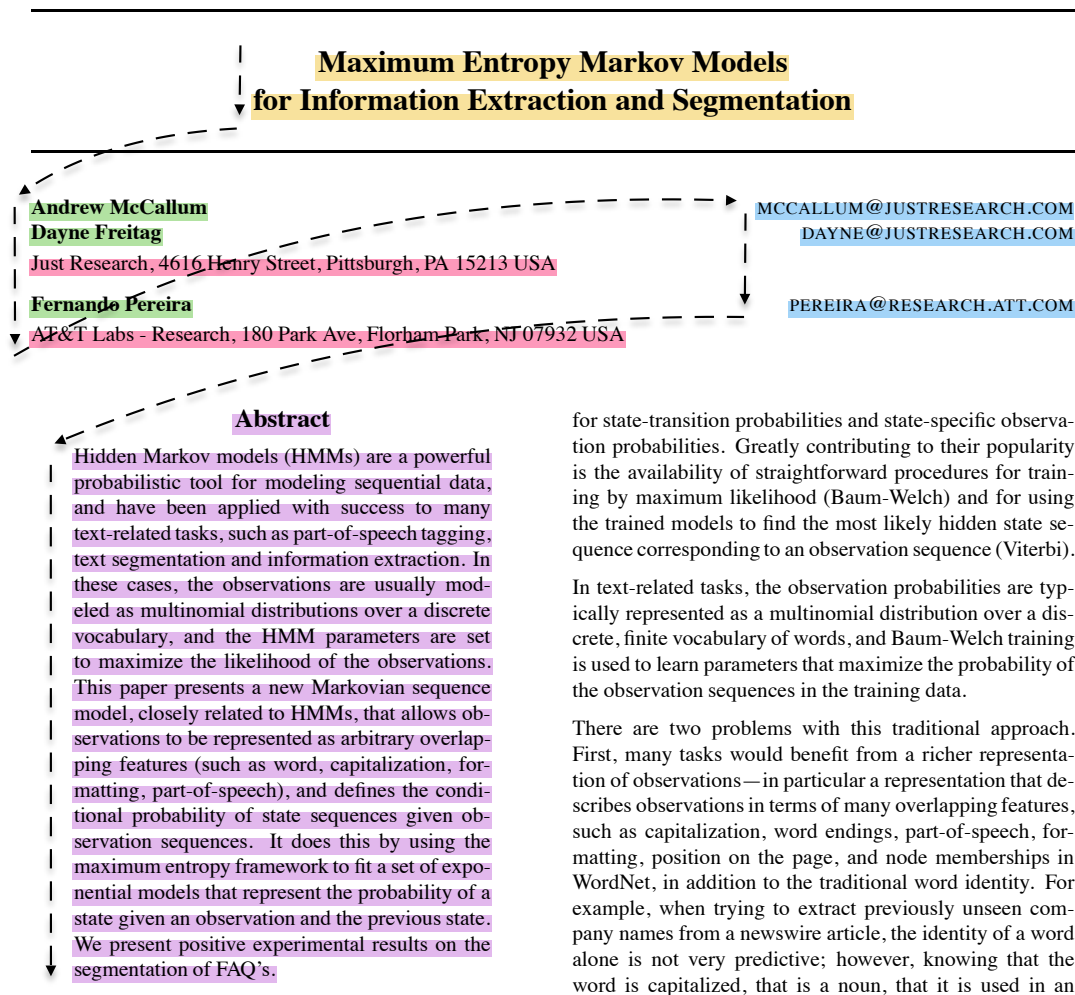 Maximum Entropy Markov Models
for Information Extraction and Segmentation
Andrew McCallum
Dayne Freitag
Just Research, 4616 Henry Street, Pittsburgh, PA 15213 USA
Fernando Pereira
AT&T Labs - Research, 180 Park Ave, Florham Park, NJ 07932 USA
MCCALLUM@JUSTRESEARCH.COM
DAYNE@JUSTRESEARCH.COM
PEREIRA@RESEARCH.ATT.COM
Abstract
Hidden Markov models (HMMs) are a powerful
probabilistic tool for modeling sequential data,
and have been applied with success to many
text-related tasks, such as part-of-speech tagging,
text segmentation and information extraction. In
these cases, the observations are usually mod-
eled as multinomial distributions over a discrete
vocabulary, and the HMM parameters are set
to maximize the likelihood of the observations.
This paper presents a new Markovian sequence
model, closely related to HMMs, that allows ob-
servations to be represented as arbitrary overlap-
ping features (such as word, capitalization, for-
matting, part-of-speech), and defines the condi-
tional probability of state sequences given ob-
servation sequences. It does this by using the
maximum entropy framework to fit a set of expo-
nential models that represent the probability of a
state given an observation and the previous state.
We present positive experimental results on the
segmentation of FAQ's.
for state-transition probabilities and state-specific observa-
tion probabilities. Greatly contributing to their popularity
is the availability of straightforward procedures for train-
ing by maximum likelihood (Baum-Welch) and for using
the trained models to find the most likely hidden state se-
quence corresponding to an observation sequence (Viterbi).
In text-related tasks, the observation probabilities are typ-
ically represented as a multinomial distribution over a dis-
crete, finite vocabulary of words, and Baum-Welch training
is used to learn parameters that maximize the probability of
the observation sequences in the training data.
There are two problems with this traditional approach.
First, many tasks would benefit from a richer representa-
tion of observations—in particular a representation that de-
scribes observations in terms of many overlapping features,
such as capitalization, word endings, part-of-speech, for-
matting, position on the page, and node memberships in
WordNet, in addition to the traditional word identity. For
example, when trying to extract previously unseen com-
pany names from a newswire article, the identity of a word
alone is not very predictive; however, knowing that the
word is capitalized, that is a noun, that it is used in an